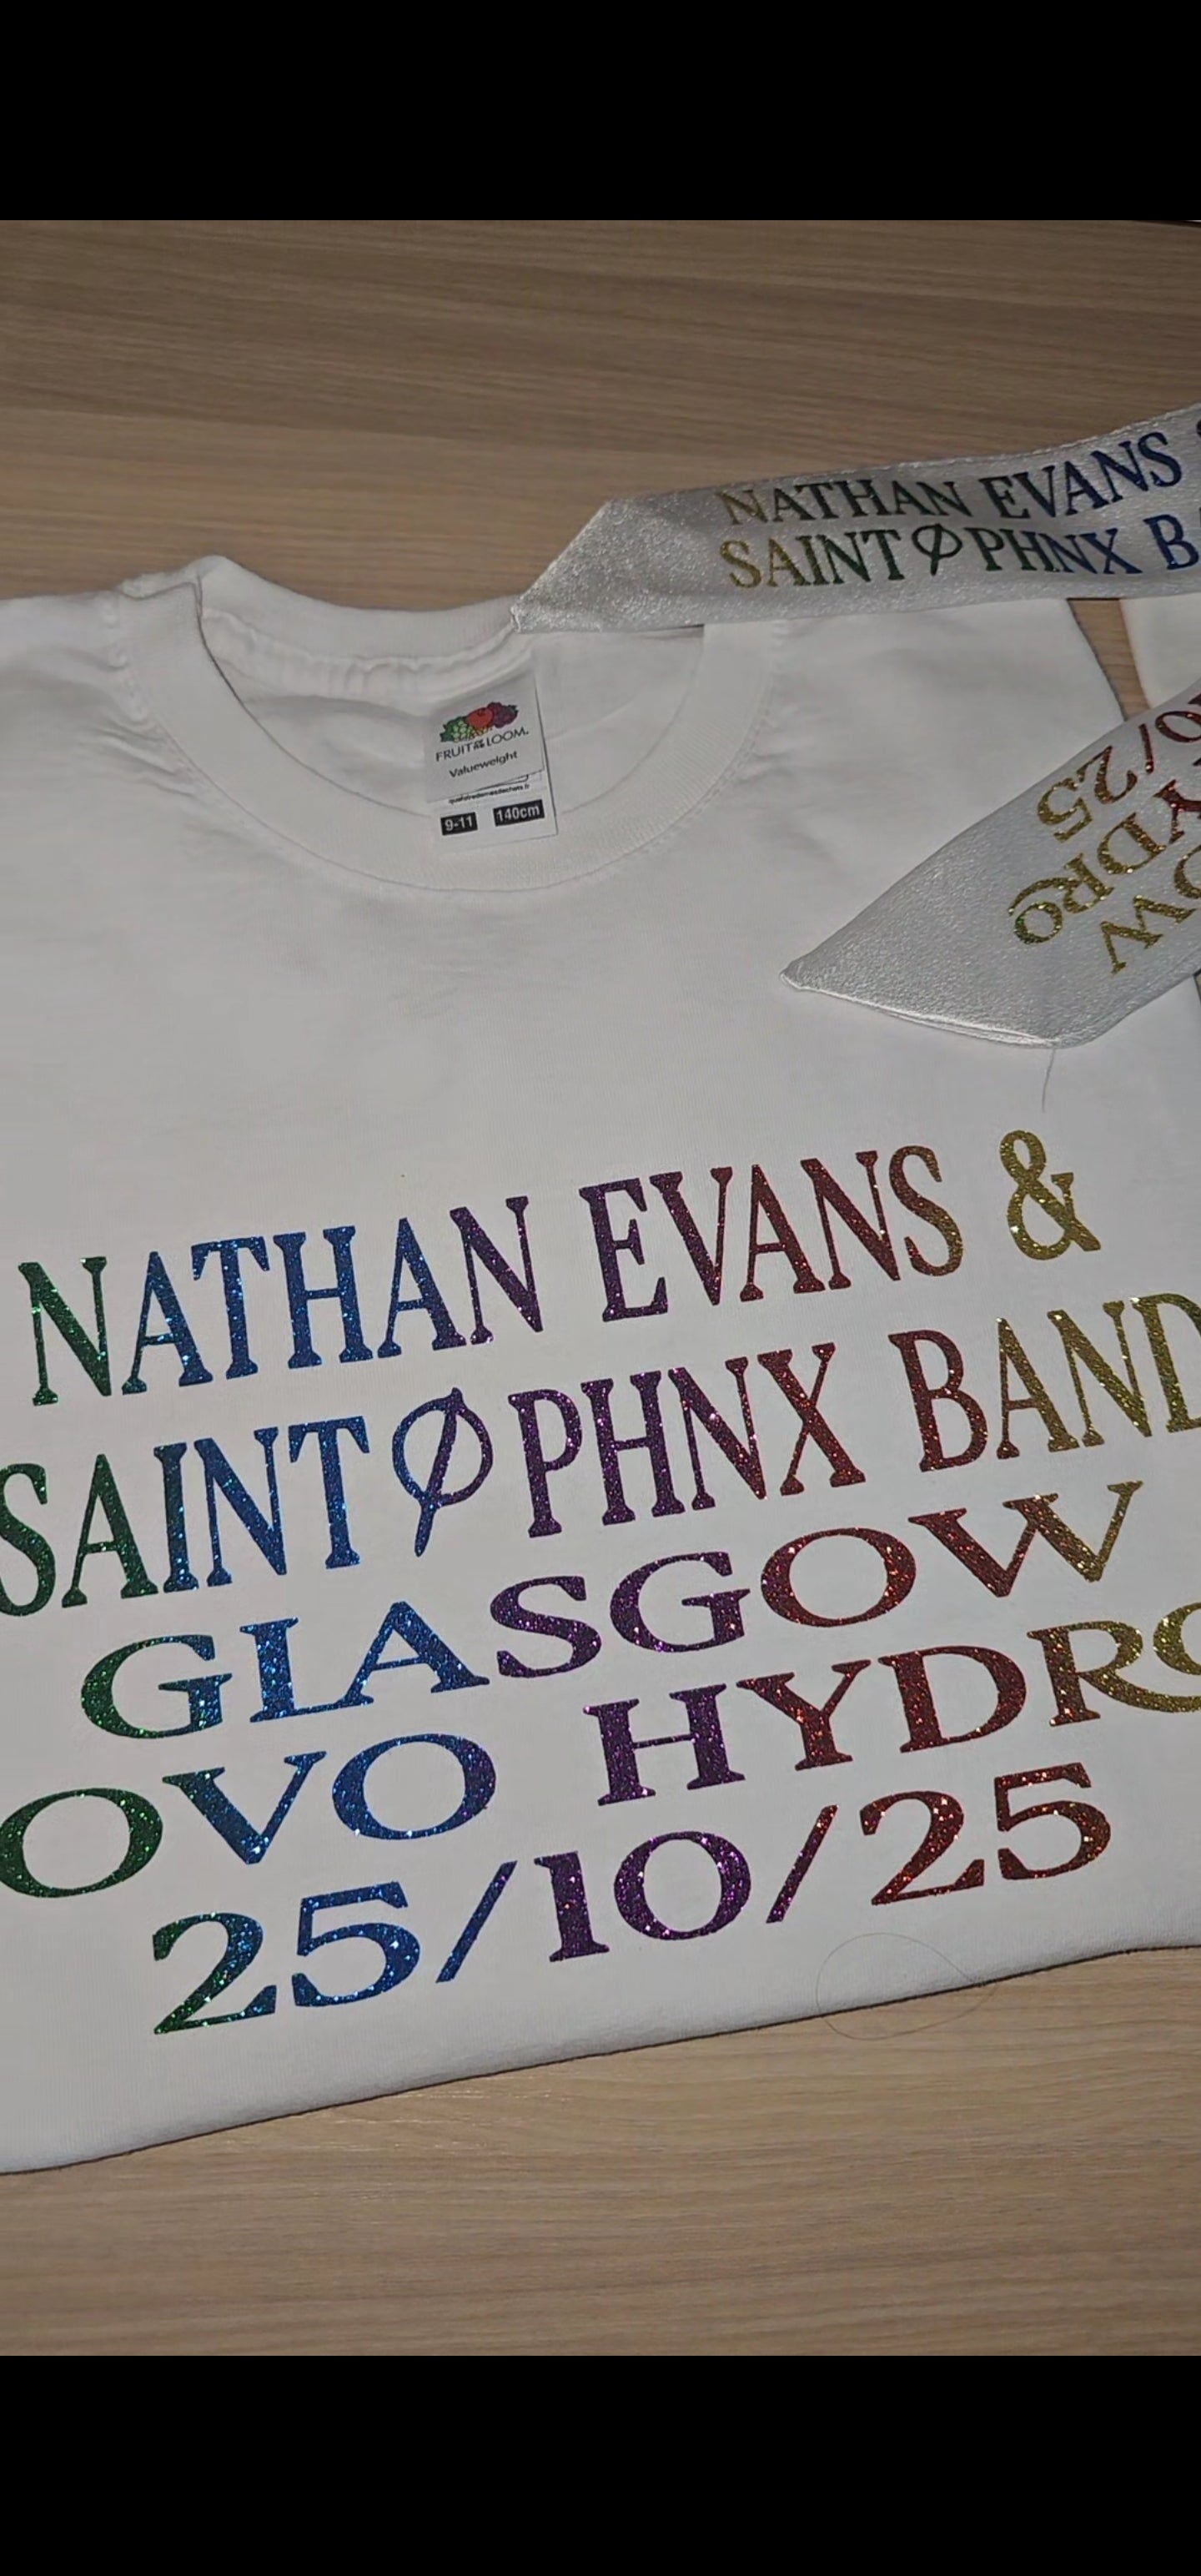 NATHAN EVANS
SAINT PHNX
FRUIT OF THE LOOM.
Valueweight
9-11 140cm
/25
NATHAN EVANS &
SAINT PHNX BAND
GLASGOW
OVO HYDRO
25/10/25